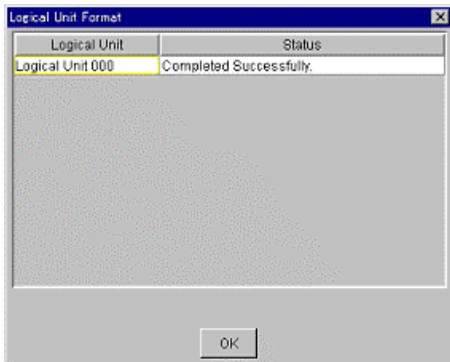 Logical Unit Format
Logical Unit Status
Logical Unit 000 Completed Successfully.
OK